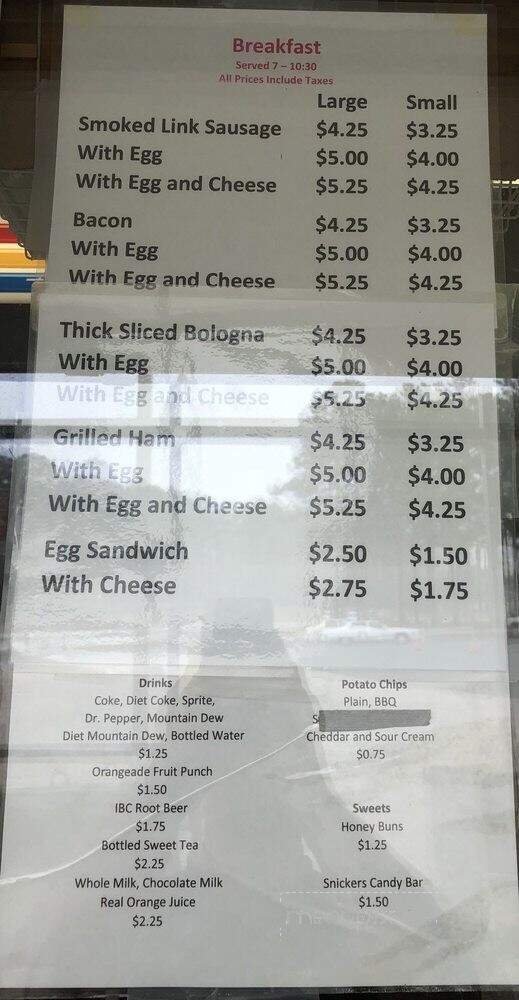 Breakfast
Served 7 – 10:30
All Prices Include Taxes
Large Small
Smoked Link Sausage $4.25 $3.25
With Egg $5.00 $4.00
With Egg and Cheese $5.25 $4.25
Bacon $4.25 $3.25
With Egg $5.00 $4.00
With Egg and Cheese $5.25 $4.25
Thick Sliced Bologna $4.25 $3.25
With Egg $5.00 $4.00
With Egg and Cheese $5.25 $4.25
Grilled Ham $4.25 $3.25
With Egg $5.00 $4.00
With Egg and Cheese $5.25 $4.25
Egg Sandwich $2.50 $1.50
With Cheese $2.75 $1.75
Drinks
Coke, Diet Coke, Sprite,
Dr. Pepper, Mountain Dew
Diet Mountain Dew, Bottled Water
$1.25
Orangeade Fruit Punch
$1.50
IBC Root Beer
$1.75
Bottled Sweet Tea
$2.25
Whole Milk, Chocolate Milk
Real Orange Juice
$2.25
Potato Chips
Plain, BBQ
Cheddar and Sour Cream
$0.75
Sweets
Honey Buns
$1.25
Snickers Candy Bar
$1.50